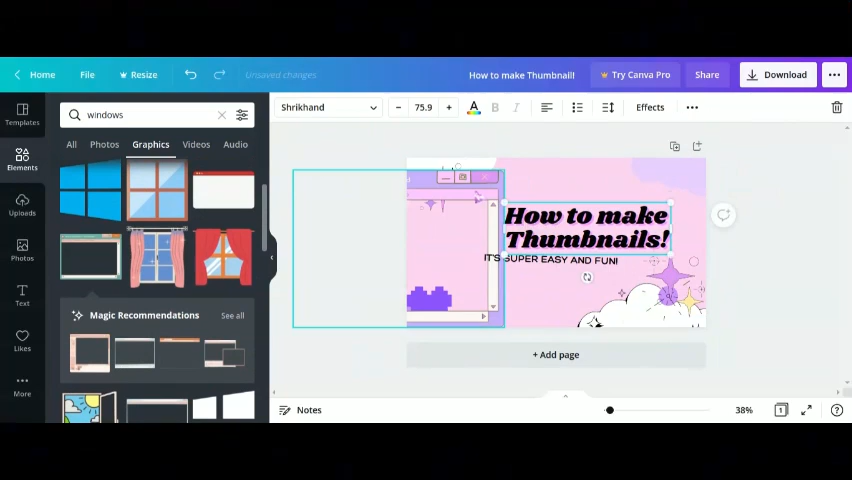 Home File Resize Unsaved changes How to make Thumbnail! Try Canva Pro Share Download
Templates
Elements
Uploads
Photos
Text
Likes
More
windows
All Photos Graphics Videos Audio
Magic Recommendations See all
Shrikhand 75.9 A B I Effects
How to make
Thumbnails!
IT'S SUPER EASY AND FUN!
+ Add page
Notes 38% 1